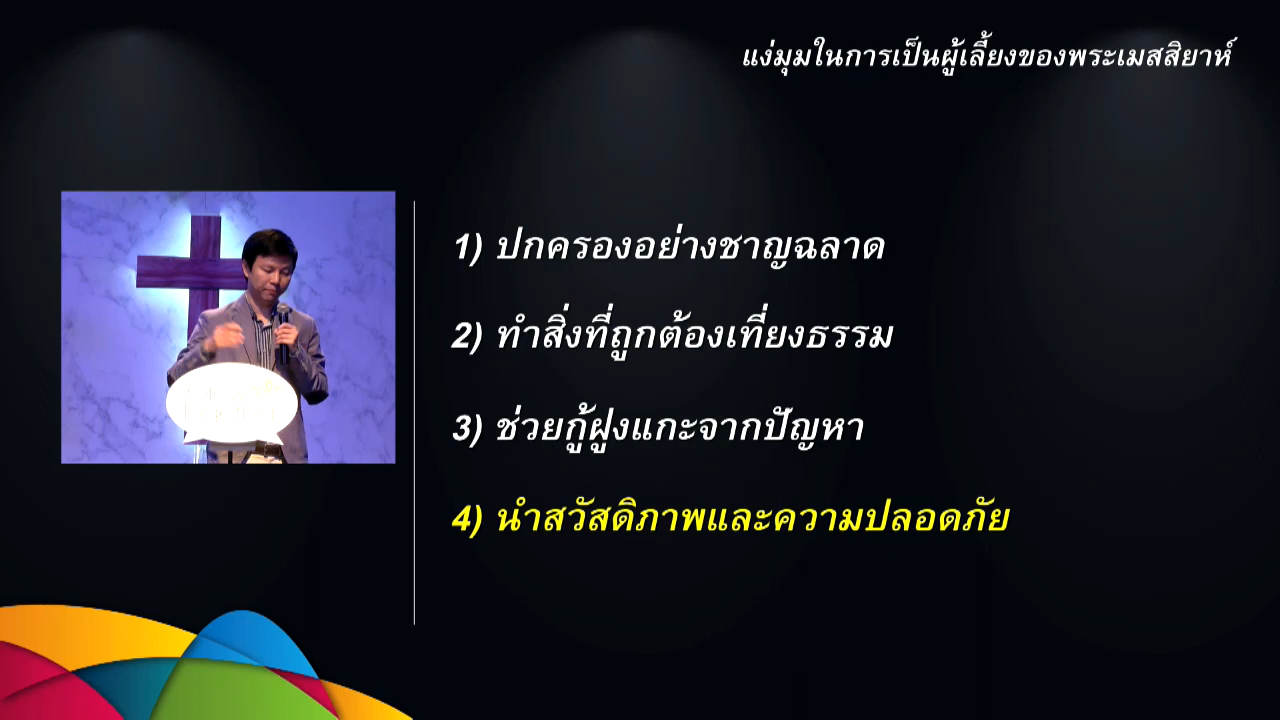 แง่มุมในการเป็นผู้เลี้ยงของพระเมสสิยาห์
1) ปกครองอย่างชาญฉลาด
2) ทำสิ่งที่ถูกต้องเที่ยงธรรม
3) ช่วยกู้ฝูงแกะจากปัญหา
4) นำสวัสดิภาพและความปลอดภัย